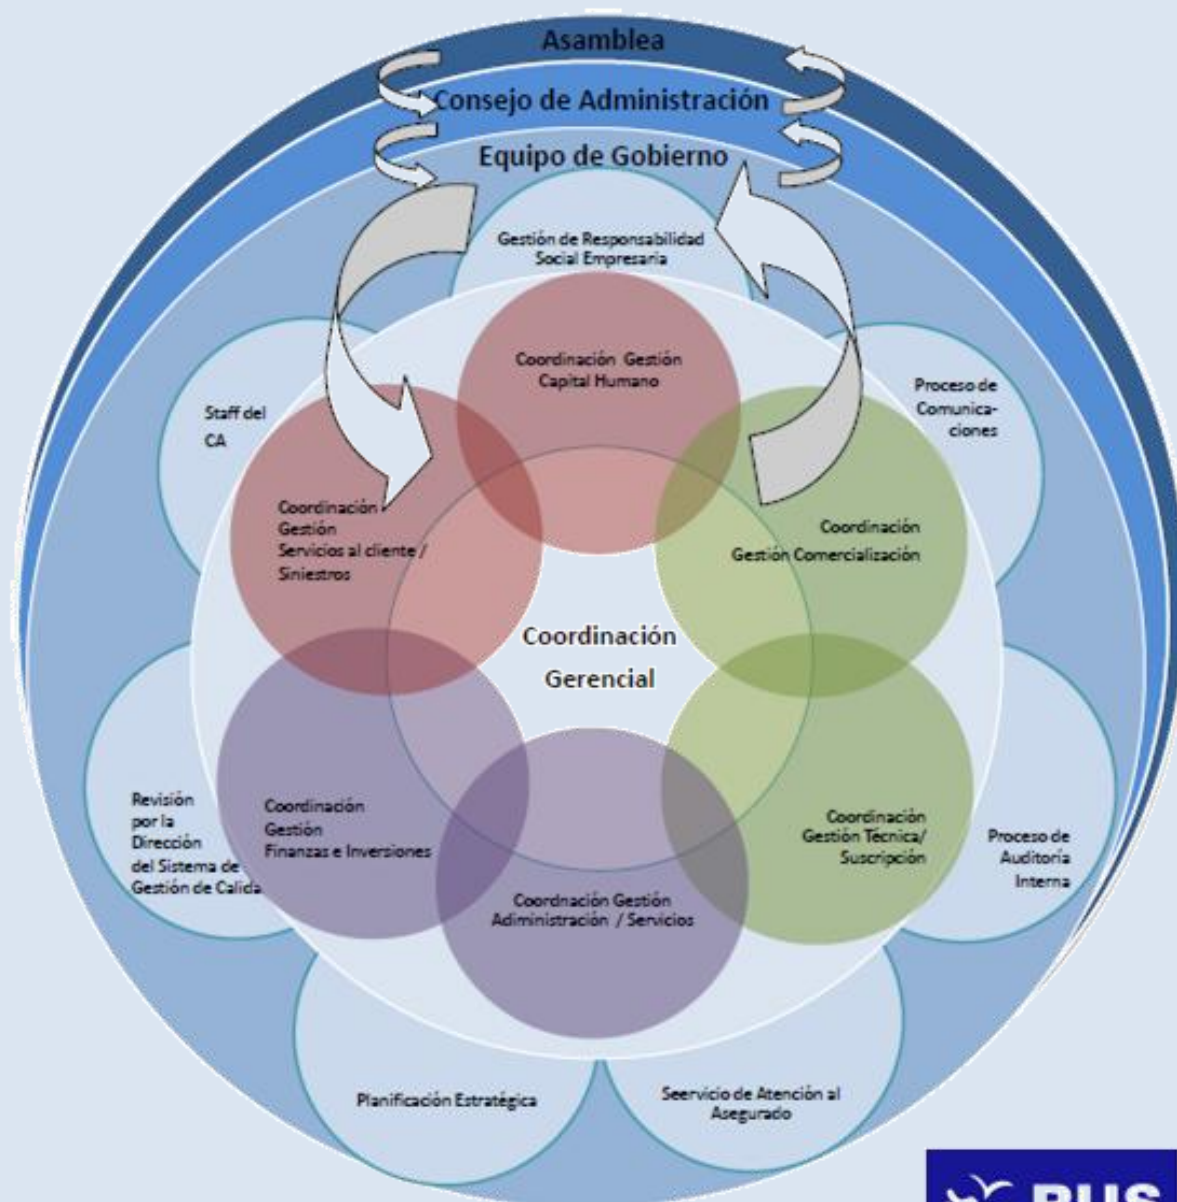 Asamblea
Consejo de Administración
Equipo de Gobierno
Gestión de Responsabilidad
Social Empresaria
Coordinación Gestión
Capital Humano
Staff del
CA
Proceso de
Comunica-
ciones
Coordinación
Gestión
Servicios al cliente /
Siniestros
Coordinación
Gestión Comercialización
Coordinación
Gerencial
Revisión
por la
Dirección
del Sistema de
Gestión de Calida
Coordinación
Gestión
Finanzas e Inversiones
Coordinación
Gestión Técnica/
Suscripción
Proceso de
Auditoría
Interna
Coordnación Gestión
Adiministración / Servicios
Planificación Estratégica
Seervicio de Atención al
Asegurado
RUS